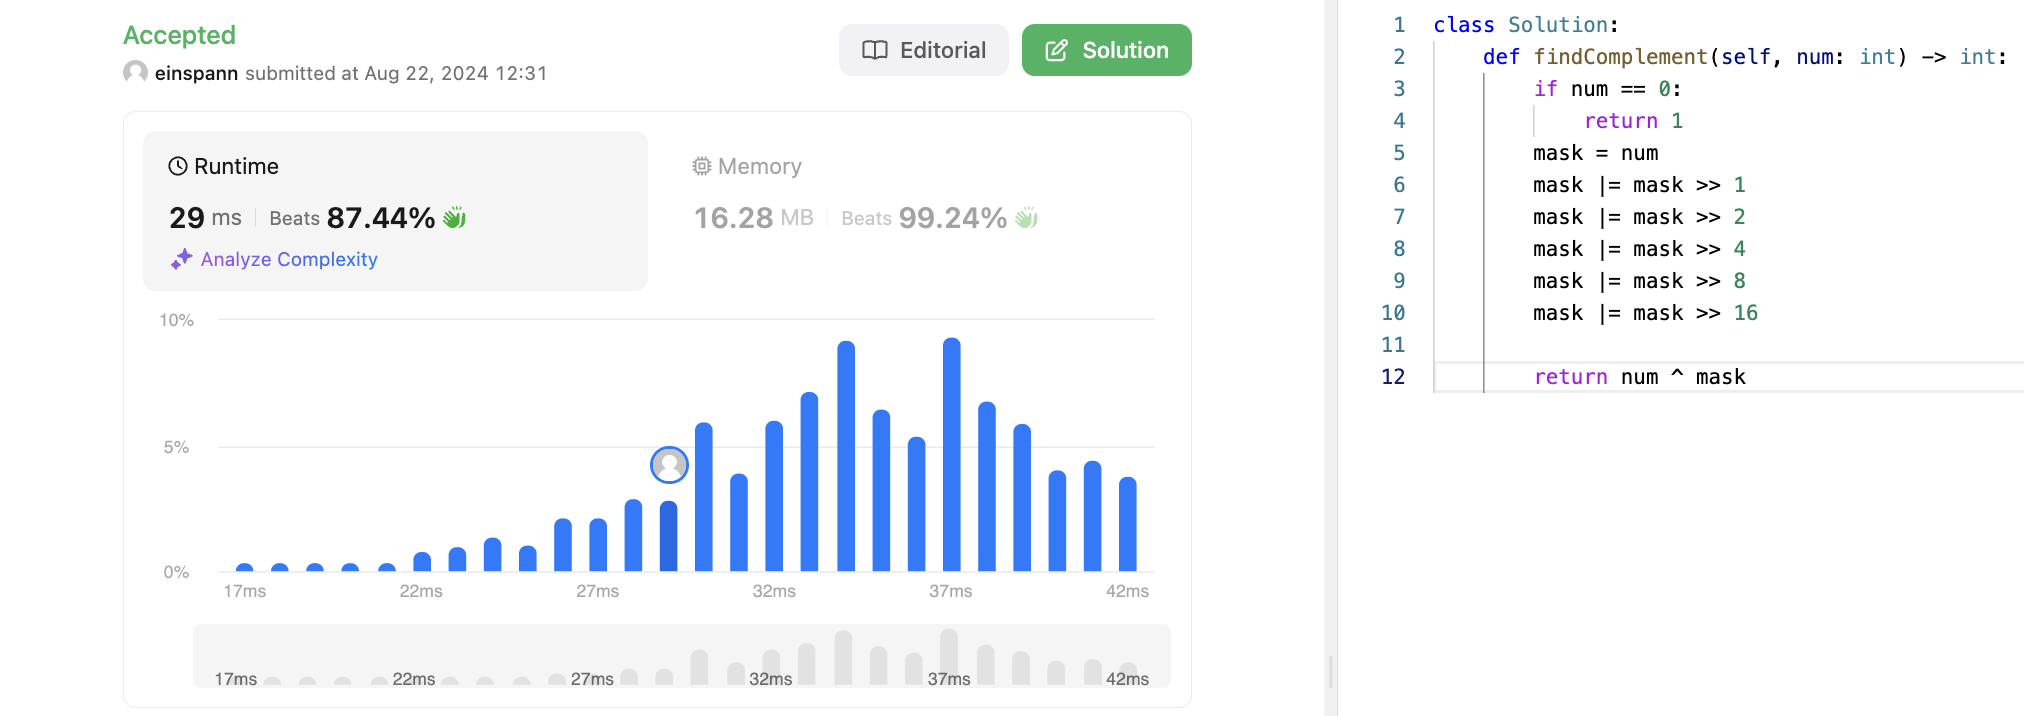 Accepted
einspann submitted at Aug 22, 2024 12:31
Editorial
Solution
Runtime
29 ms Beats 87.44%
Analyze Complexity
Memory
16.28 MB Beats 99.24%
10%
5%
0%
17ms 22ms 27ms 32ms 37ms 42ms
17ms 22ms 27ms 32ms 37ms 42ms
1 class Solution:
2     def findComplement(self, num: int) -> int:
3         if num == 0:
4             return 1
5         mask = num
6         mask |= mask >> 1
7         mask |= mask >> 2
8         mask |= mask >> 4
9         mask |= mask >> 8
10         mask |= mask >> 16
11
12         return num ^ mask